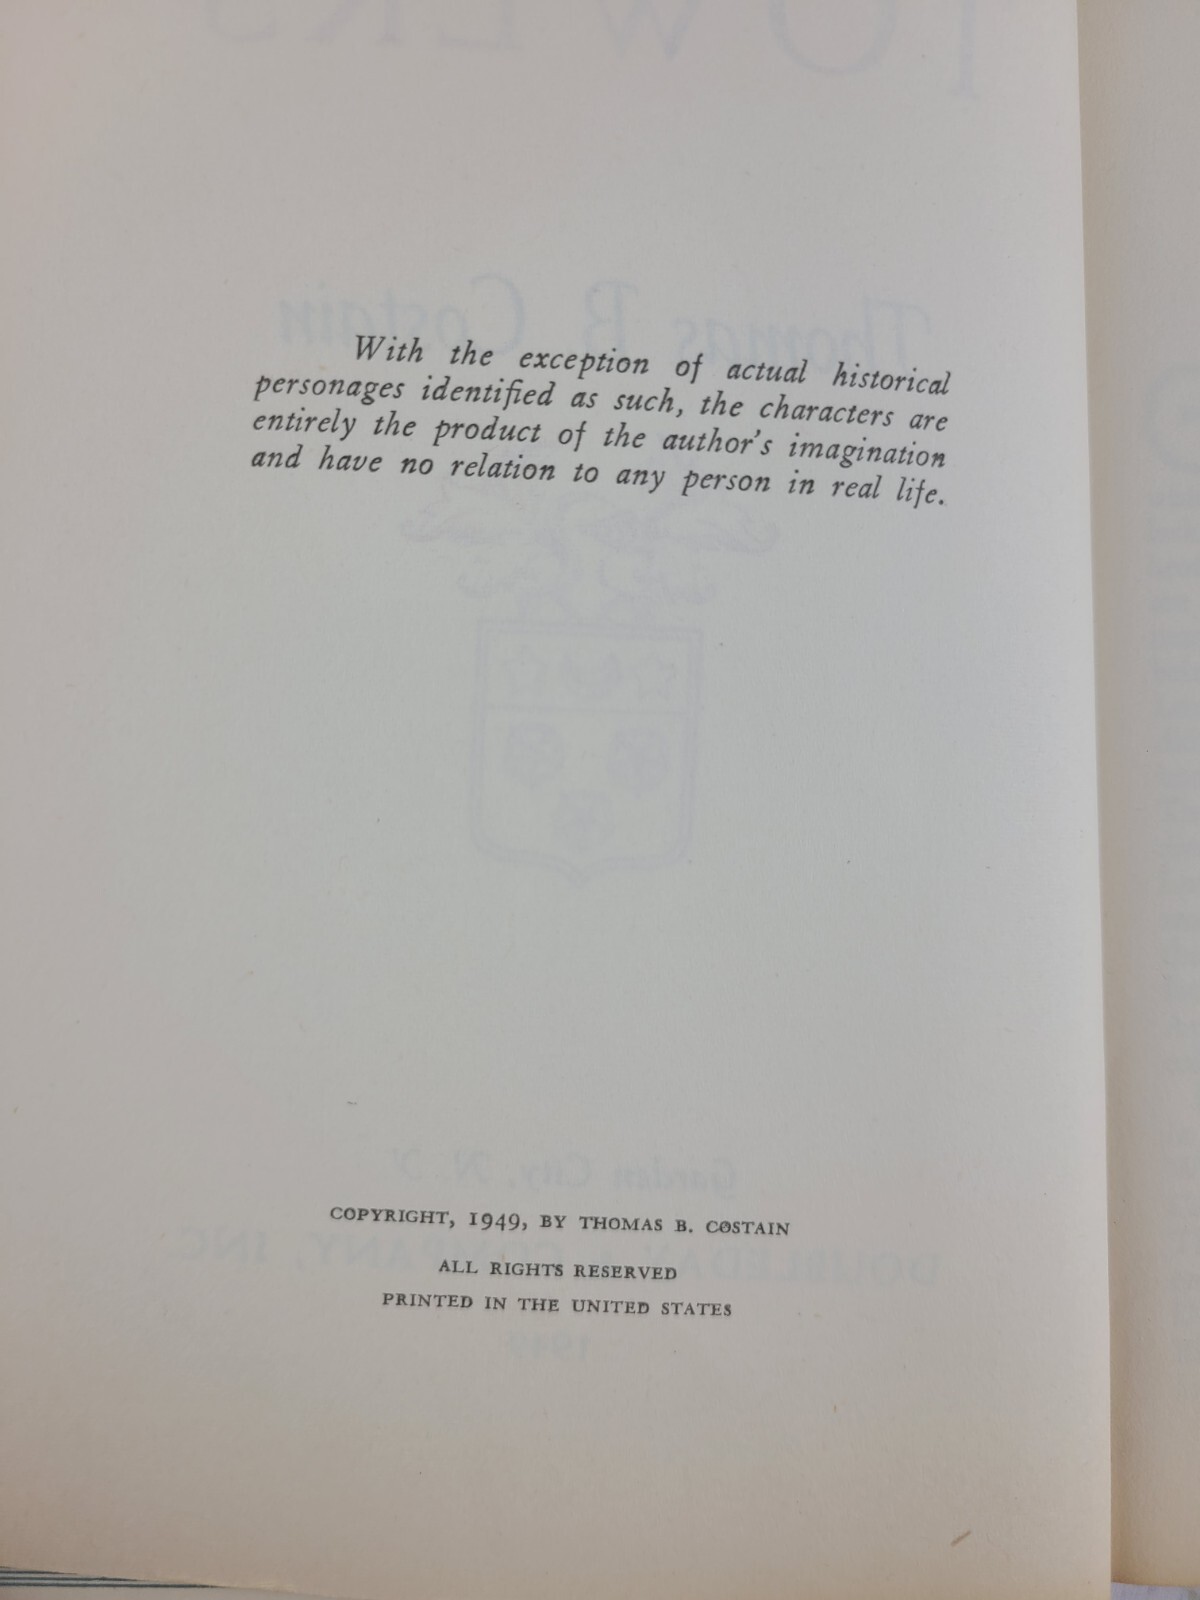 With the exception of actual historical
personages identified as such, the characters are
entirely the product of the author's imagination
and have no relation to any person in real life.
COPYRIGHT, 1949, BY THOMAS B. COSTAIN
ALL RIGHTS RESERVED
PRINTED IN THE UNITED STATES